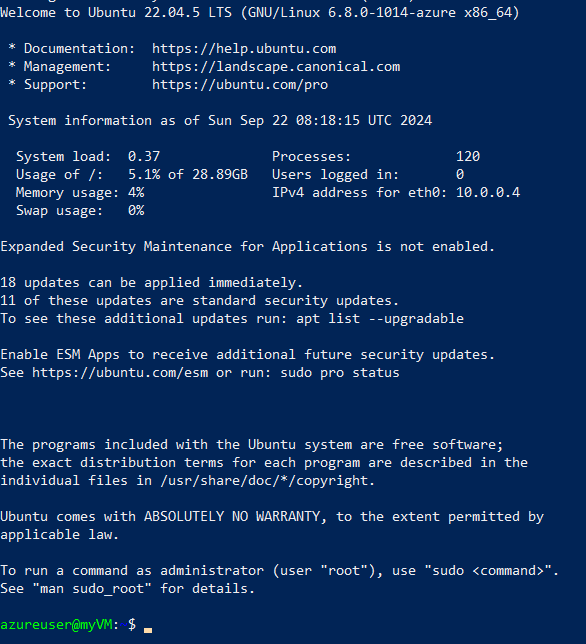 Welcome to Ubuntu 22.04.5 LTS (GNU/Linux 6.8.0-1014-azure x86_64)

 * Documentation:  https://help.ubuntu.com
 * Management:     https://landscape.canonical.com
 * Support:        https://ubuntu.com/pro

 System information as of Sun Sep 22 08:18:15 UTC 2024

  System load:  0.37              Processes:             120
  Usage of /:   5.1% of 28.89GB   Users logged in:       0
  Memory usage: 4%                IPv4 address for eth0: 10.0.0.4
  Swap usage:   0%

Expanded Security Maintenance for Applications is not enabled.

18 updates can be applied immediately.
11 of these updates are standard security updates.
To see these additional updates run: apt list --upgradable

Enable ESM Apps to receive additional future security updates.
See https://ubuntu.com/esm or run: sudo pro status

The programs included with the Ubuntu system are free software;
the exact distribution terms for each program are described in the
individual files in /usr/share/doc/*/copyright.

Ubuntu comes with ABSOLUTELY NO WARRANTY, to the extent permitted by
applicable law.

To run a command as administrator (user "root"), use "sudo <command>".
See "man sudo_root" for details.

azureuser@myVM: $